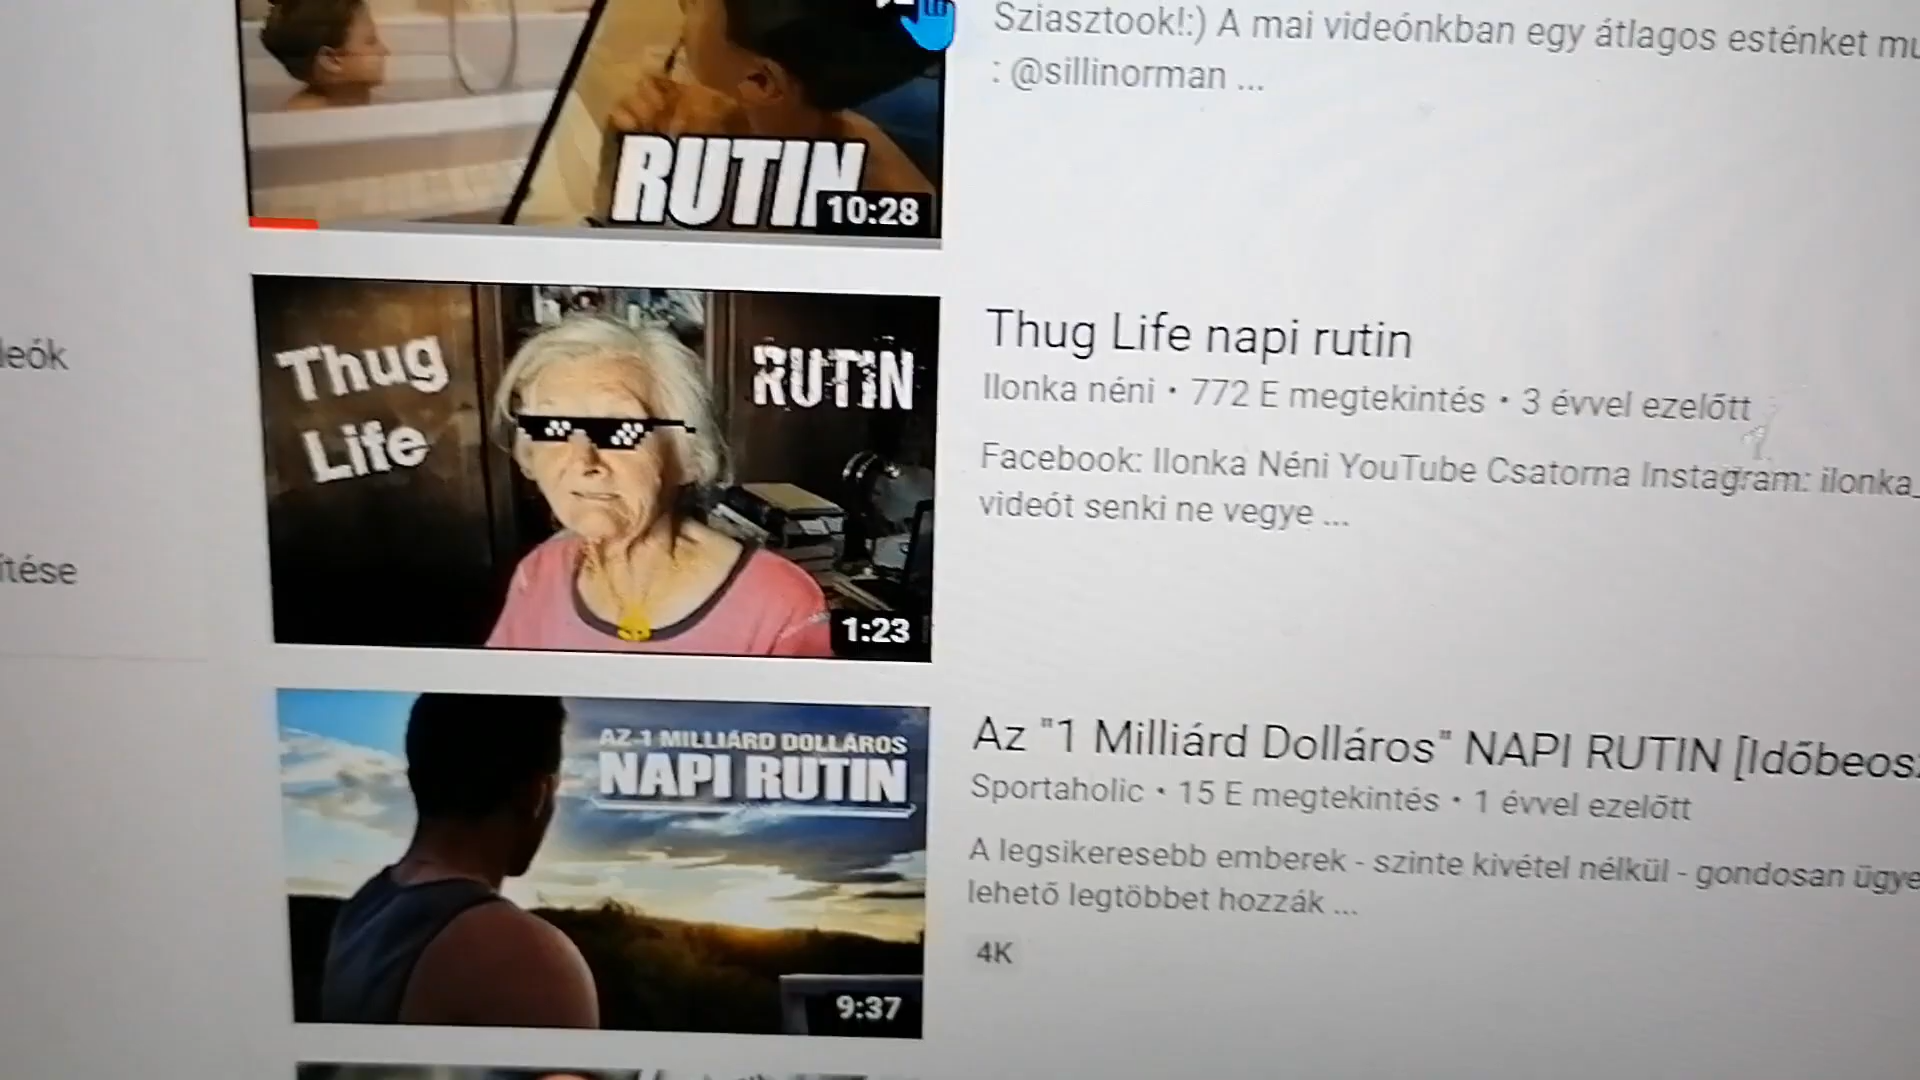 Sziasztook!:) A mai videónkban egy átlagos esténket mu
: @sillinorman ...
RUTIN
10:28
Thug
Life
RUTIN
1:23
Thug Life napi rutin
Ilonka néni • 772 E megtekintés • 3 évvel ezelőtt
Facebook: Ilonka Néni YouTube Csatorna Instagram: ilonka_
videót senki ne vegye ...
leók
ítése
AZ 1 MILLIÁRD DOLLÁROS
NAPI RUTIN
9:37
Az "1 Milliárd Dolláros" NAPI RUTIN [Időbeosz
Sportaholic • 15 E megtekintés • 1 évvel ezelőtt
A legsikeresebb emberek - szinte kivétel nélkül - gondosan ügye
lehető legtöbbet hozzák ...
4K